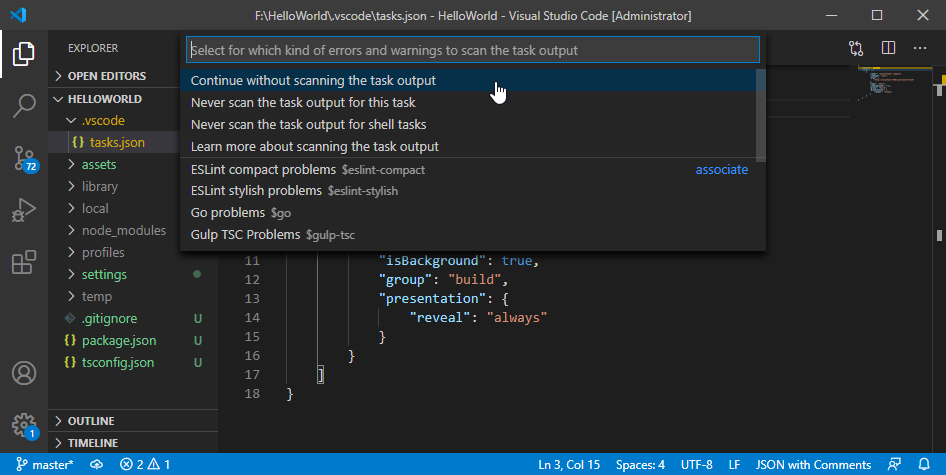 F:\HelloWorld\.vscode\tasks.json - HelloWorld - Visual Studio Code [Administrator]
EXPLORER
OPEN EDITORS
HELLOWORLD
.vscode
{} tasks.json
assets
library
local
node_modules
profiles
settings
temp
.gitignore U
{} package.json U
{} tsconfig.json U
OUTLINE
TIMELINE
72
1
Select for which kind of errors and warnings to scan the task output
Continue without scanning the task output
Never scan the task output for this task
Never scan the task output for shell tasks
Learn more about scanning the task output
ESLint compact problems $eslint-compact associate
ESLint stylish problems $eslint-stylish
Go problems $go
Gulp TSC Problems $gulp-tsc
11 "isBackground": true,
12 "group": "build",
13 "presentation": {
14 "reveal": "always"
15 }
16 }
17 ]
18 }
master* 2 1 Ln 3, Col 15 Spaces: 4 UTF-8 LF JSON with Comments